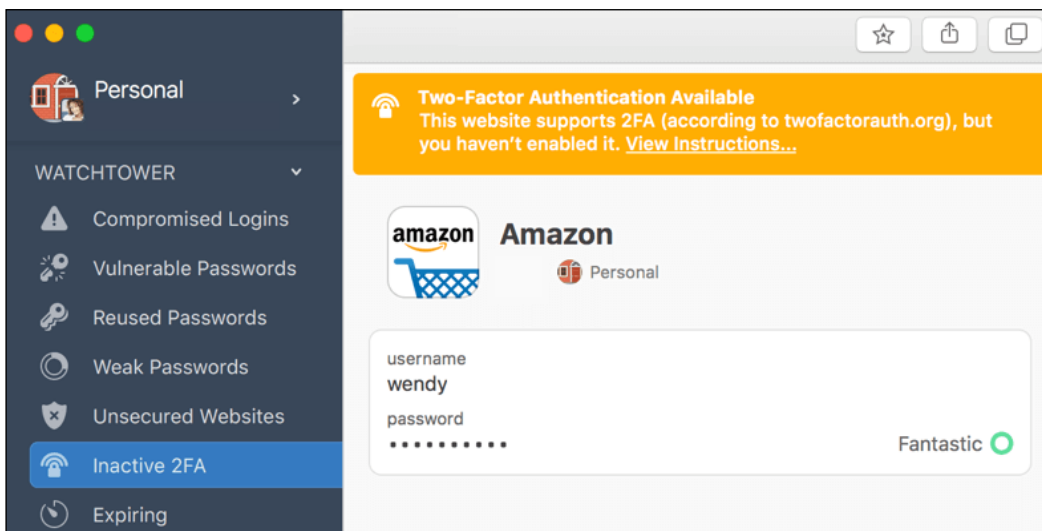 Personal
WATCHTOWER
Compromised Logins
Vulnerable Passwords
Reused Passwords
Weak Passwords
Unsecured Websites
Inactive 2FA
Expiring
Two-Factor Authentication Available
This website supports 2FA (according to twofactorauth.org), but
you haven’t enabled it. View Instructions...
amazon
Amazon
Personal
username
wendy
password
••••••••••
Fantastic